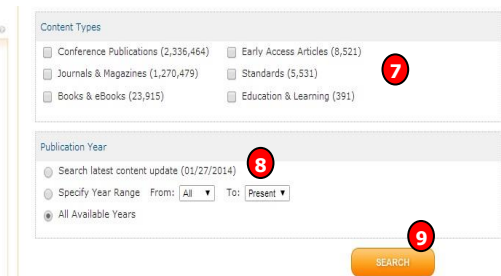 Content Types
Conference Publications (2,336,464) Early Access Articles (8,521)
7
Journals & Magazines (1,270,479) Standards (5,531)
Books & eBooks (23,915) Education & Learning (391)
Publication Year
Search latest content update (01/27/2014)
8
Specify Year Range From: All To: Present
All Available Years
9
SEARCH